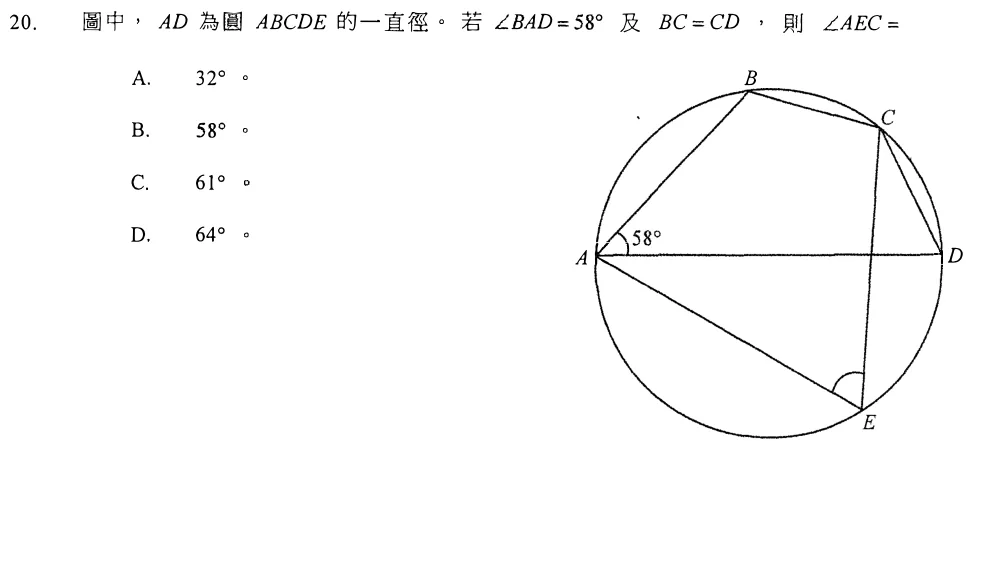 20. 圖中， AD 為圓 ABCDE 的一直徑。 若 ∠BAD = 58° 及 BC = CD ， 則 ∠AEC =
A. 32° 。
B. 58° 。
C. 61° 。
D. 64° 。
B
C
58°
A
D
E